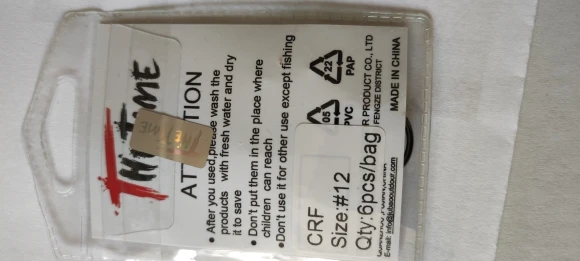 THKFISH
ATTENTION
• After you used,please wash the
products with fresh water and dry
it to save
• Don't put them in the place where
children can reach
•Don't use it for other use except fishing
CRF
Size:#12
Qty:6pcs/bag
05
PVC
22
PAP
R PRODUCT CO., LTD
FENGZE DISTRICT
MADE IN CHINA